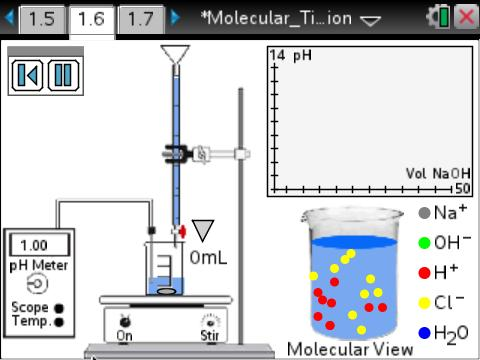 1.5 1.6 1.7 *Molecular_Ti...ion
14 pH
Vol NaOH
50
1.00
pH Meter
Scope
Temp.
0mL
On
Stir
Na⁺
OH⁻
H⁺
Cl⁻
H₂O
Molecular View